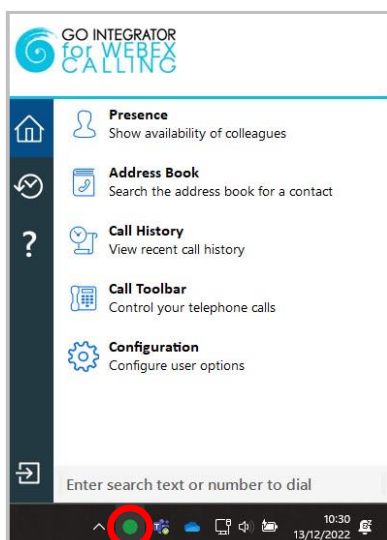 GO INTEGRATOR
for WEBEX
CALLING
Presence
Show availability of colleagues
Address Book
Search the address book for a contact
Call History
View recent call history
Call Toolbar
Control your telephone calls
Configuration
Configure user options
Enter search text or number to dial
10:30
13/12/2022